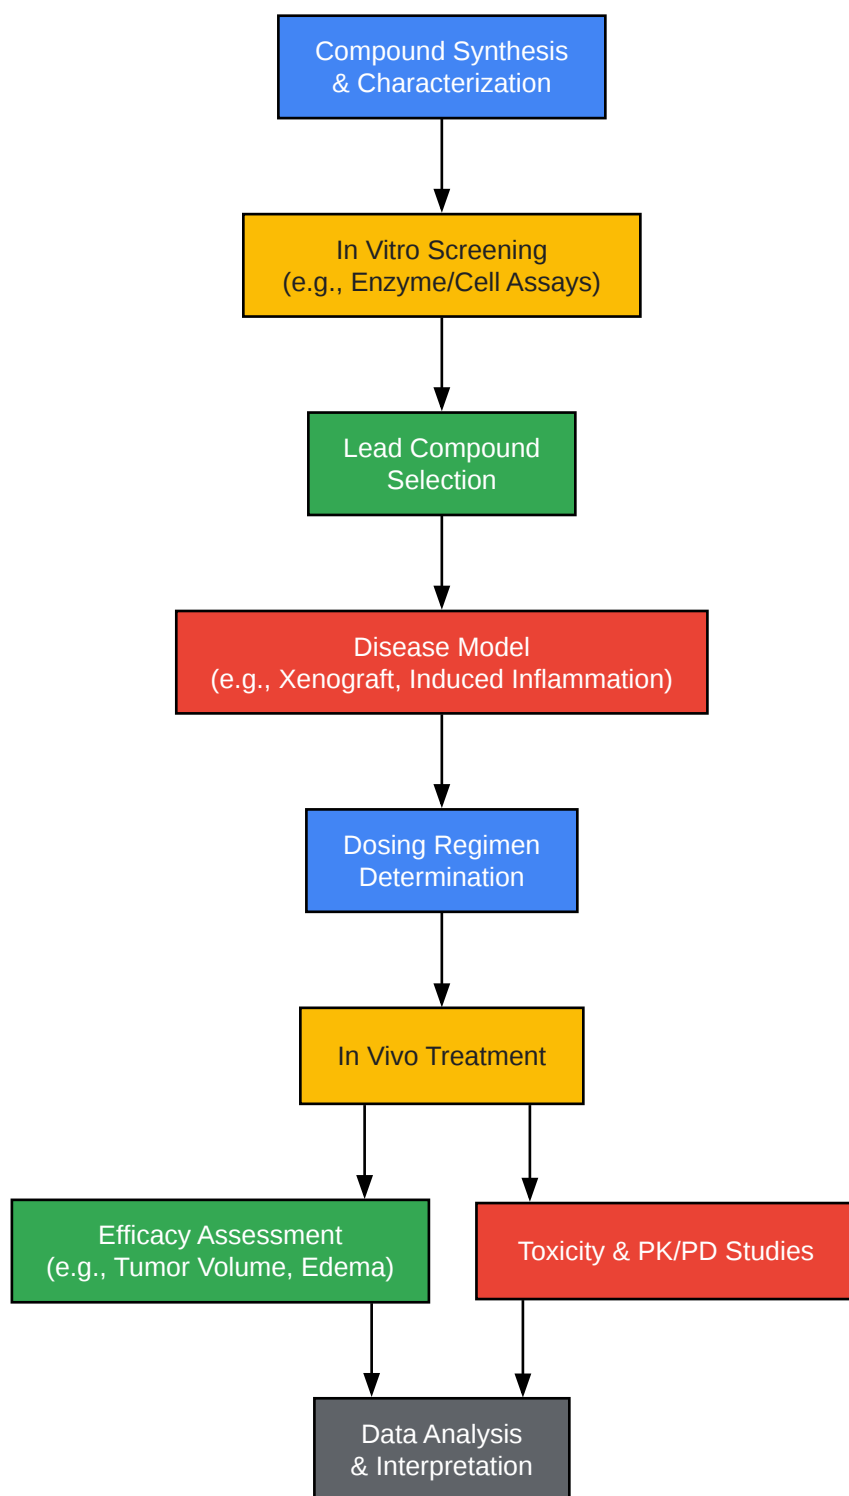 Compound Synthesis
& Characterization
In Vitro Screening
(e.g., Enzyme/Cell Assays)
Lead Compound
Selection
Disease Model
(e.g., Xenograft, Induced Inflammation)
Dosing Regimen
Determination
In Vivo Treatment
Efficacy Assessment
(e.g., Tumor Volume, Edema)
Toxicity & PK/PD Studies
Data Analysis
& Interpretation